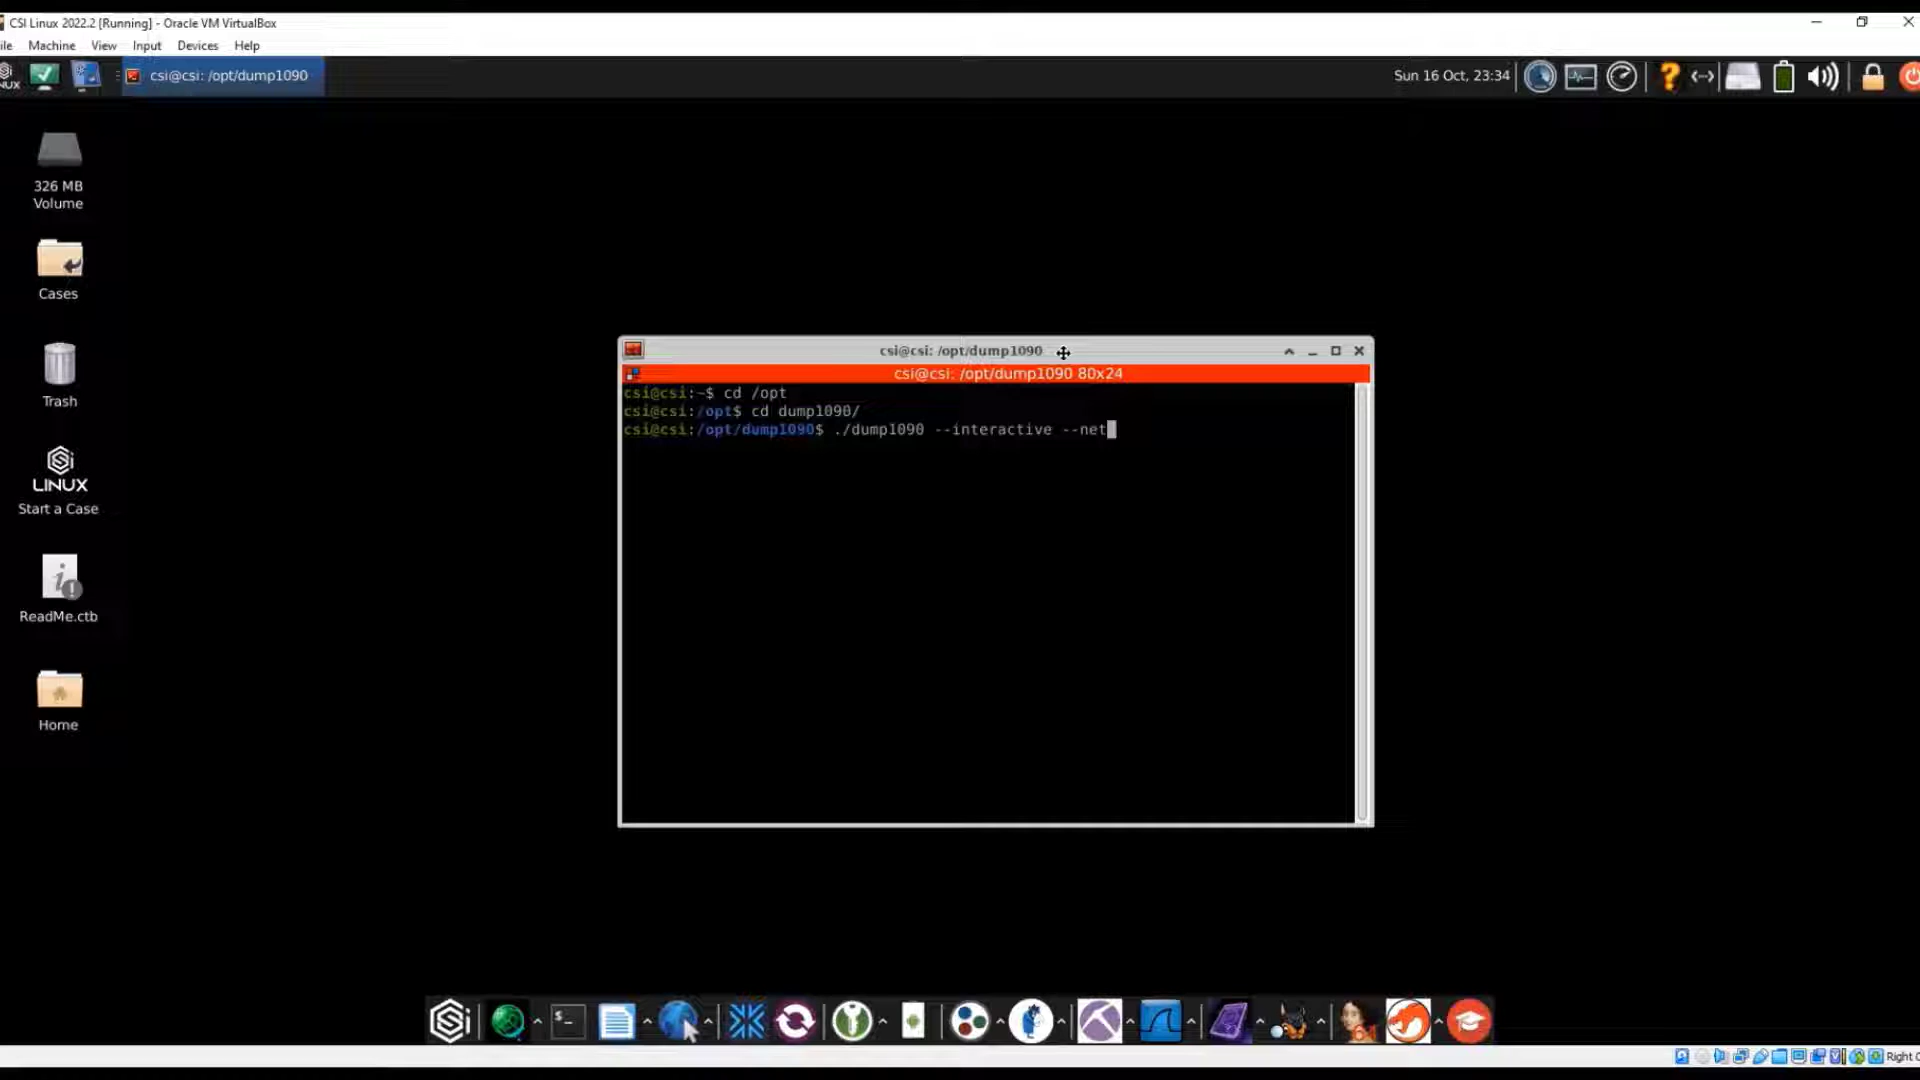 CSI Linux 2022.2 [Running] - Oracle VM VirtualBox
ile Machine View Input Devices Help
csi@csi: /opt/dump1090
Sun 16 Oct, 23:34
326 MB
Volume
Cases
Trash
LINUX
Start a Case
ReadMe.ctb
Home
csi@csi: /opt/dump1090
csi@csi: /opt/dump1090 80x24
csi@csi:~$ cd /opt
csi@csi:/opt$ cd dump1090/
csi@csi:/opt/dump1090$ ./dump1090 --interactive --net
Right C